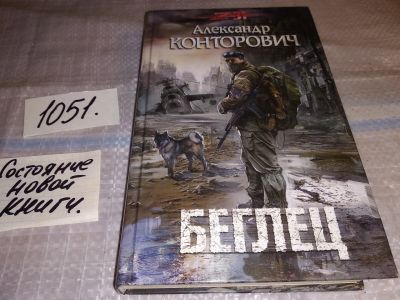 Александр
КОНТОРОВИЧ
БЕГЛЕЦ
1051.
Состояние
новой
книги.